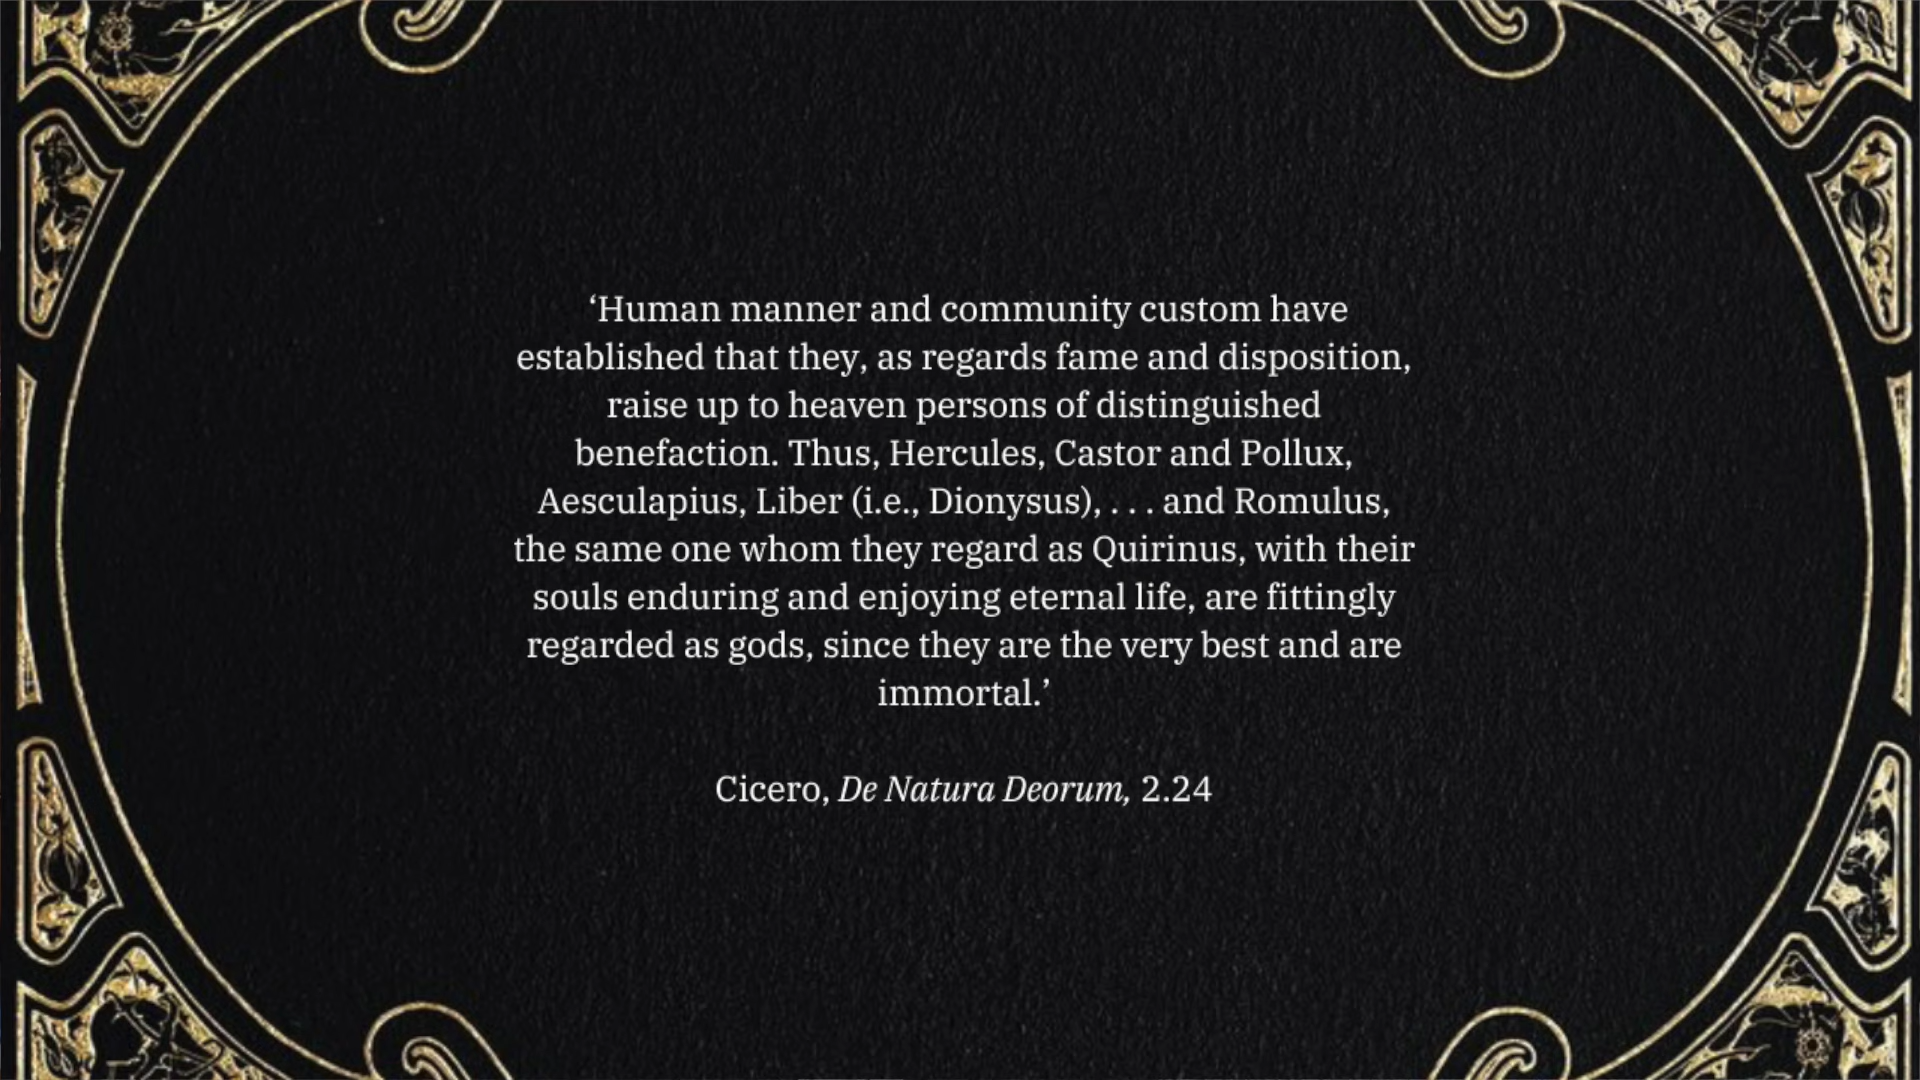 ‘Human manner and community custom have
established that they, as regards fame and disposition,
raise up to heaven persons of distinguished
benefaction. Thus, Hercules, Castor and Pollux,
Aesculapius, Liber (i.e., Dionysus), . . . and Romulus,
the same one whom they regard as Quirinus, with their
souls enduring and enjoying eternal life, are fittingly
regarded as gods, since they are the very best and are
immortal.’
Cicero, De Natura Deorum, 2.24